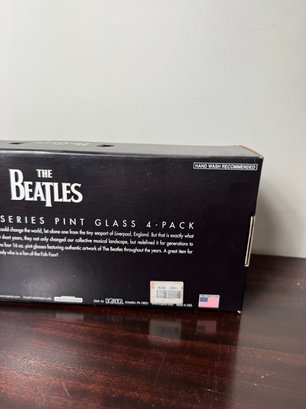 HAND WASH RECOMMENDED
THE
BEATLES
SERIES PINT GLASS 4-PACK
could change the world, let alone one from the tiny seaport of Liverpool, England. But that is exactly what
short years, they not only changed our collective musical landscape, but redefined it for generations to
four 16 oz. pint glasses featuring authentic artwork of The Beatles throughout the years. A great item for
who is a fan of the Fab Four!